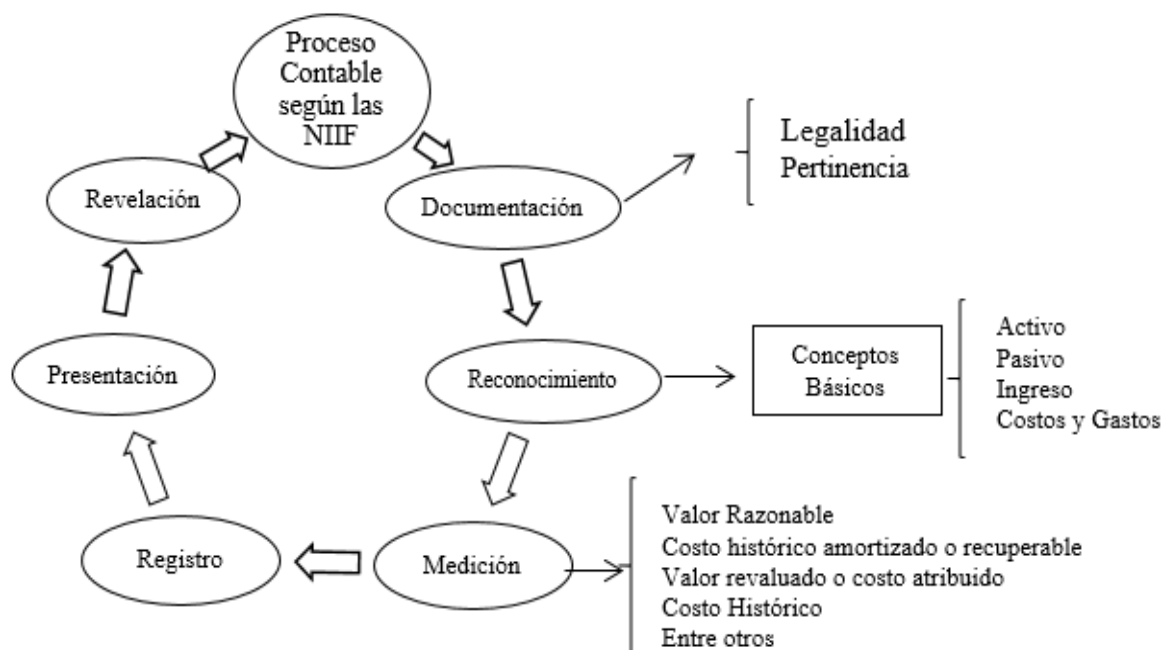 Proceso
Contable
según las
NIIF
Documentación
Legalidad
Pertinencia
Reconocimiento
Conceptos
Básicos
Activo
Pasivo
Ingreso
Costos y Gastos
Medición
Valor Razonable
Costo histórico amortizado o recuperable
Valor revaluado o costo atribuido
Costo Histórico
Entre otros
Registro
Presentación
Revelación